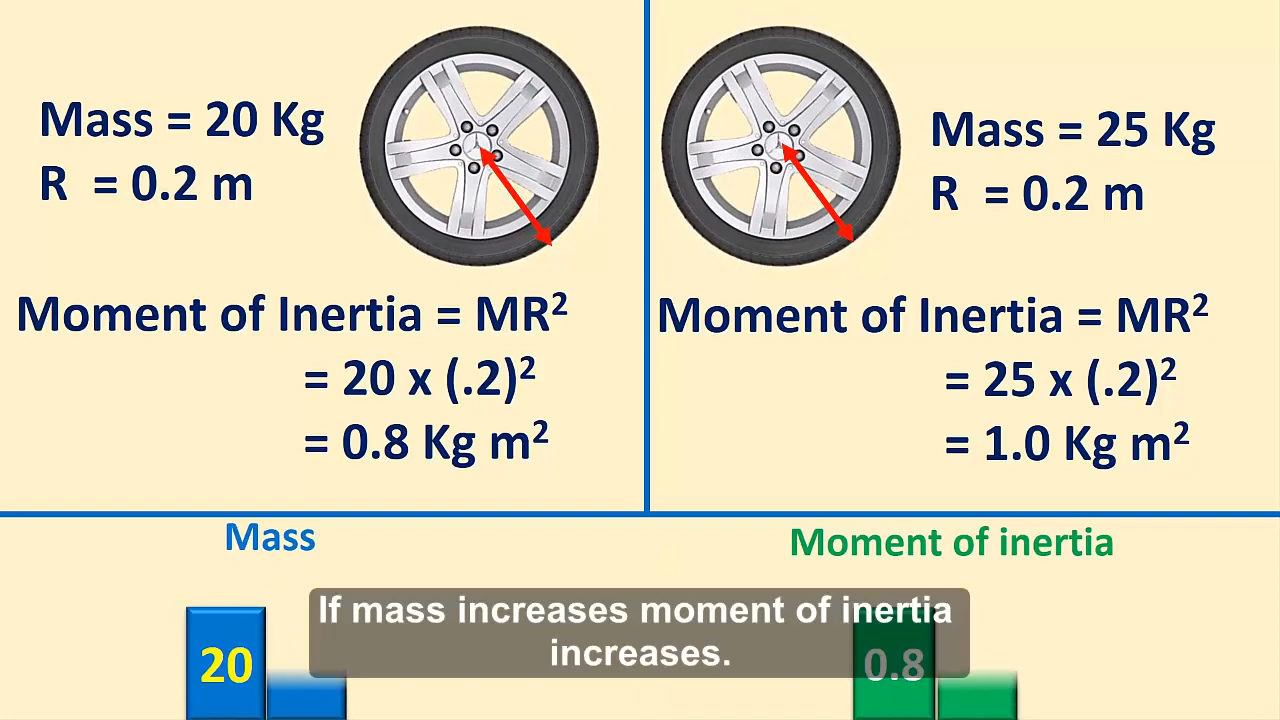 Mass = 20 Kg
R = 0.2 m
Moment of Inertia = MR²
= 20 x (.2)²
= 0.8 Kg m²
Mass = 25 Kg
R = 0.2 m
Moment of Inertia = MR²
= 25 x (.2)²
= 1.0 Kg m²
Mass
Moment of inertia
If mass increases moment of inertia
increases.
20
0.8